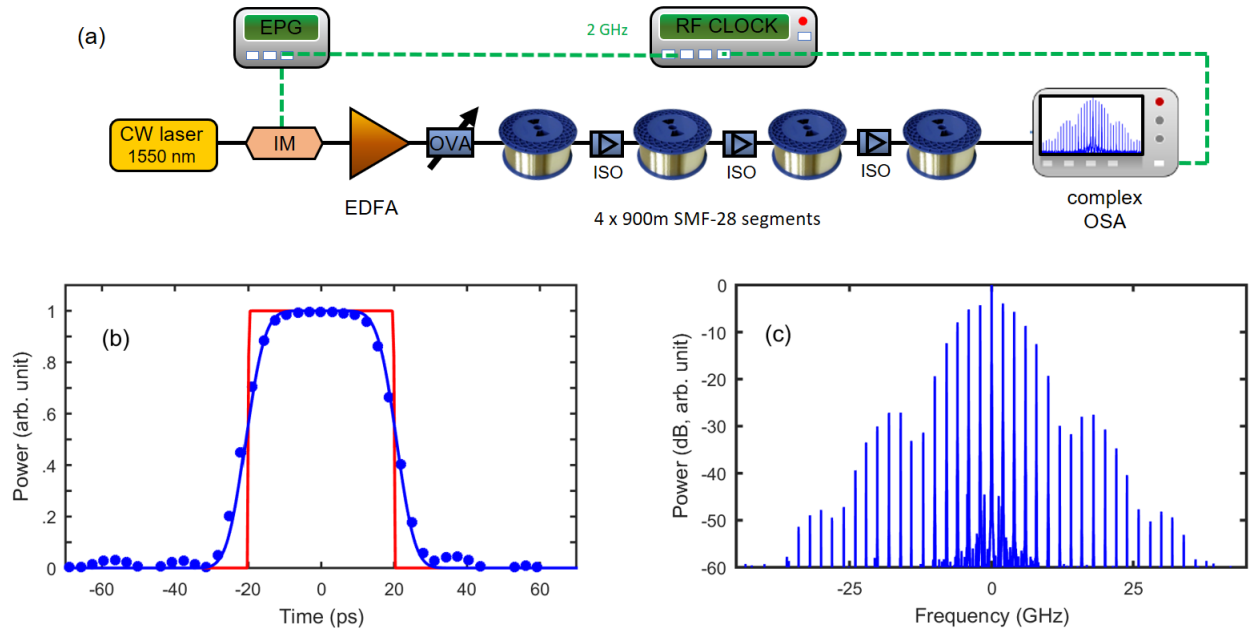 (a)
EPG
2 GHz
RF CLOCK
CW laser
1550 nm
IM
OVA
ISO
ISO
ISO
EDFA
4 x 900m SMF-28 segments
complex
OSA
(b)
Power (arb. unit)
1
.8
.6
.4
.2
0
-60
-40
-20
0
20
40
60
Time (ps)
(c)
Power (dB, arb. unit)
0
-10
-20
-30
-40
-50
-60
-25
0
25
Frequency (GHz)